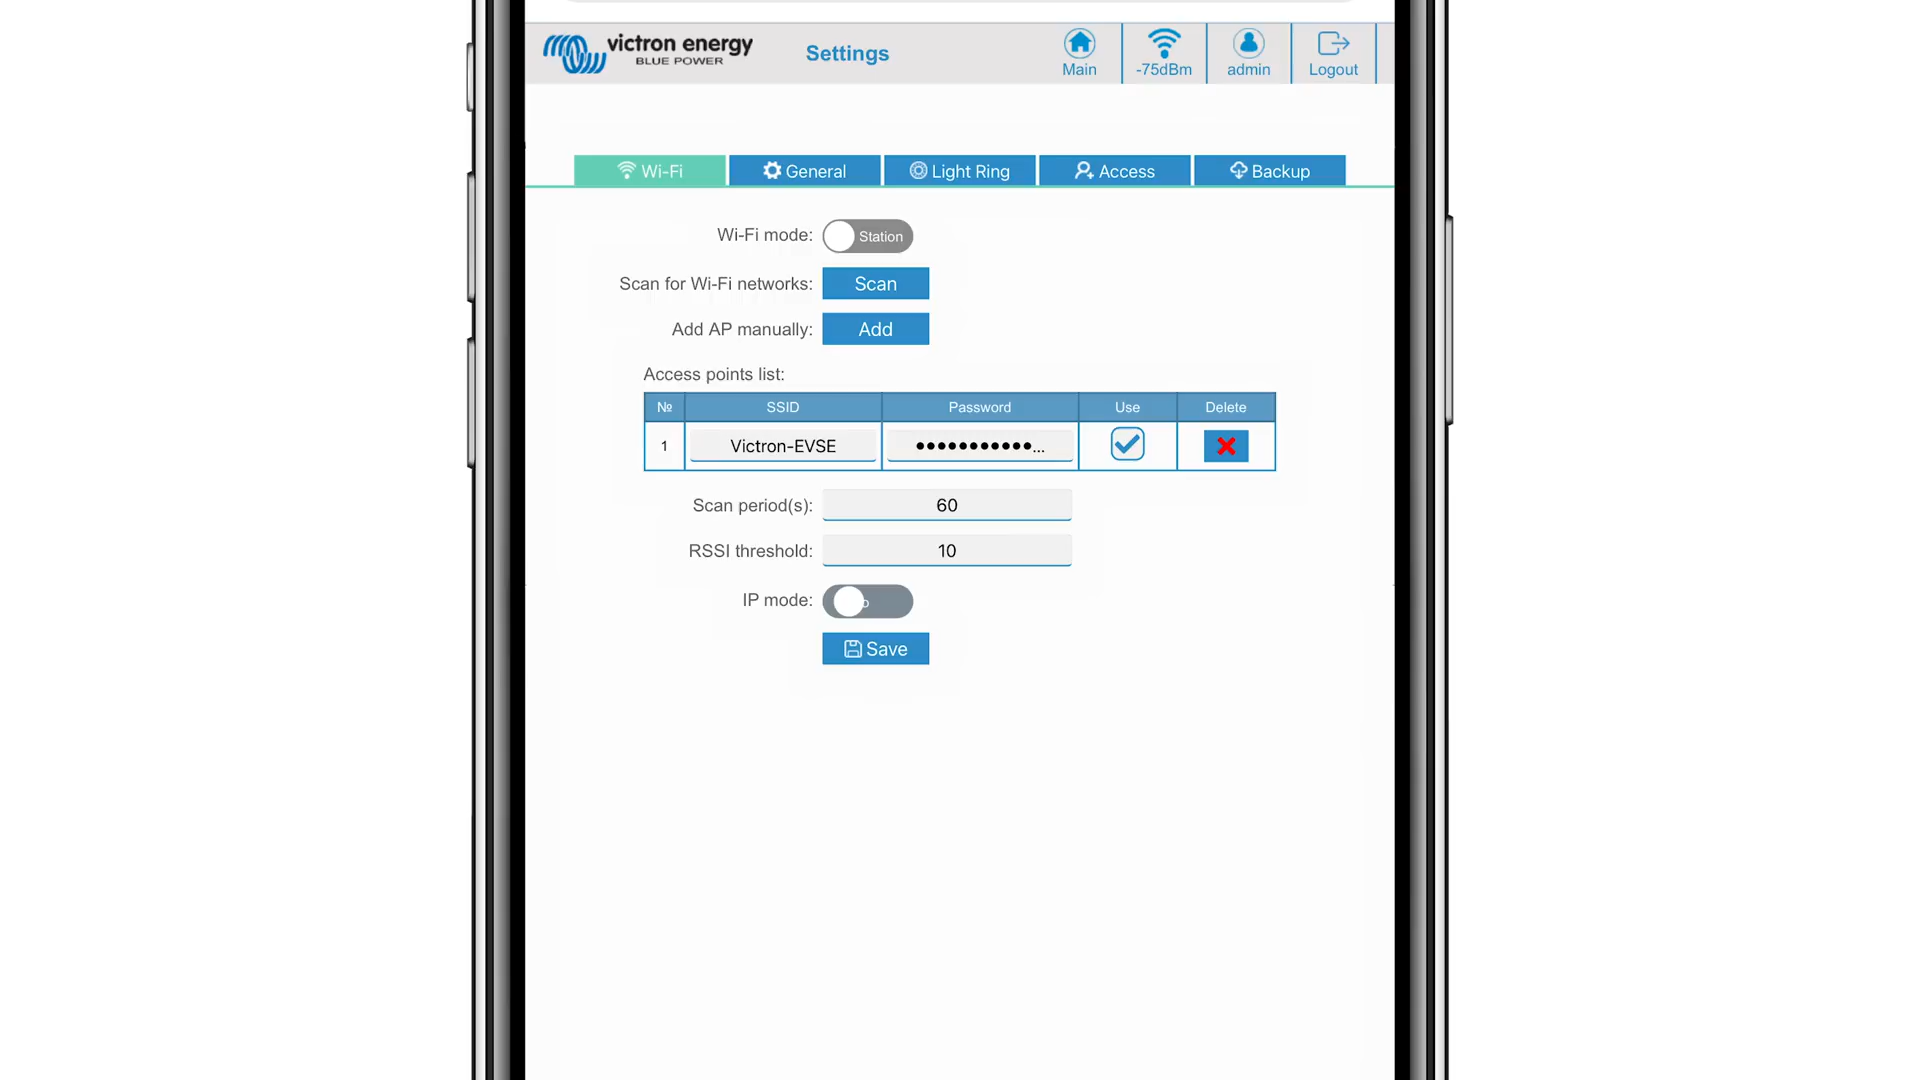 victron energy
BLUE POWER
Settings
Main
-75dBm
admin
Logout
Wi-Fi
General
Light Ring
Access
Backup
Wi-Fi mode:
Station
Scan for Wi-Fi networks:
Scan
Add AP manually:
Add
Access points list:
№ SSID Password Use Delete
1 Victron-EVSE ●●●●●●●●●●●...
Scan period(s): 60
RSSI threshold: 10
IP mode:
Save